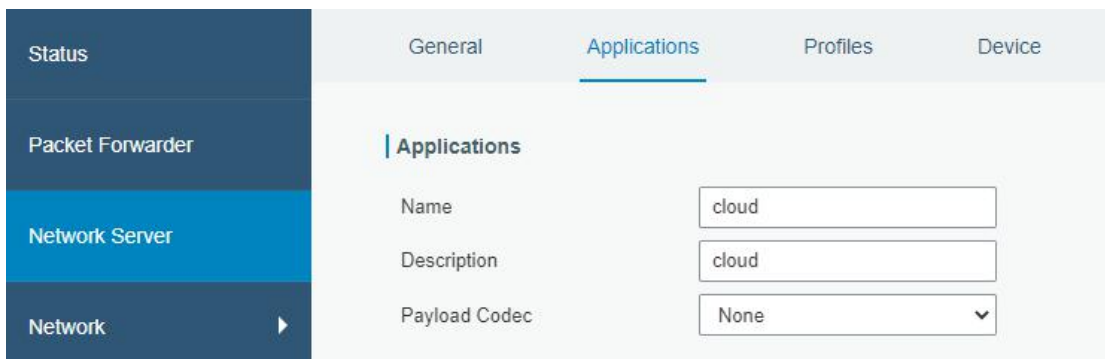 Status
Packet Forwarder
Network Server
Network
General Applications Profiles Device
Applications
Name cloud
Description cloud
Payload Codec None